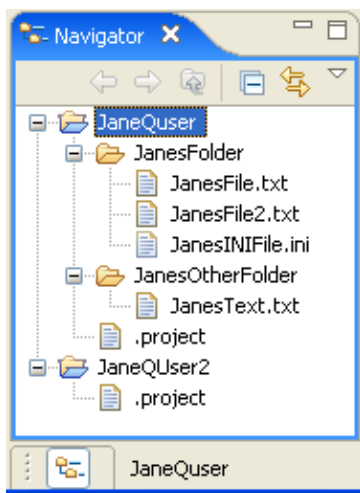 Navigator
JaneQuser
JanesFolder
JanesFile.txt
JanesFile2.txt
JanesINIFile.ini
JanesOtherFolder
JanesText.txt
.project
JaneQUser2
.project
JaneQuser